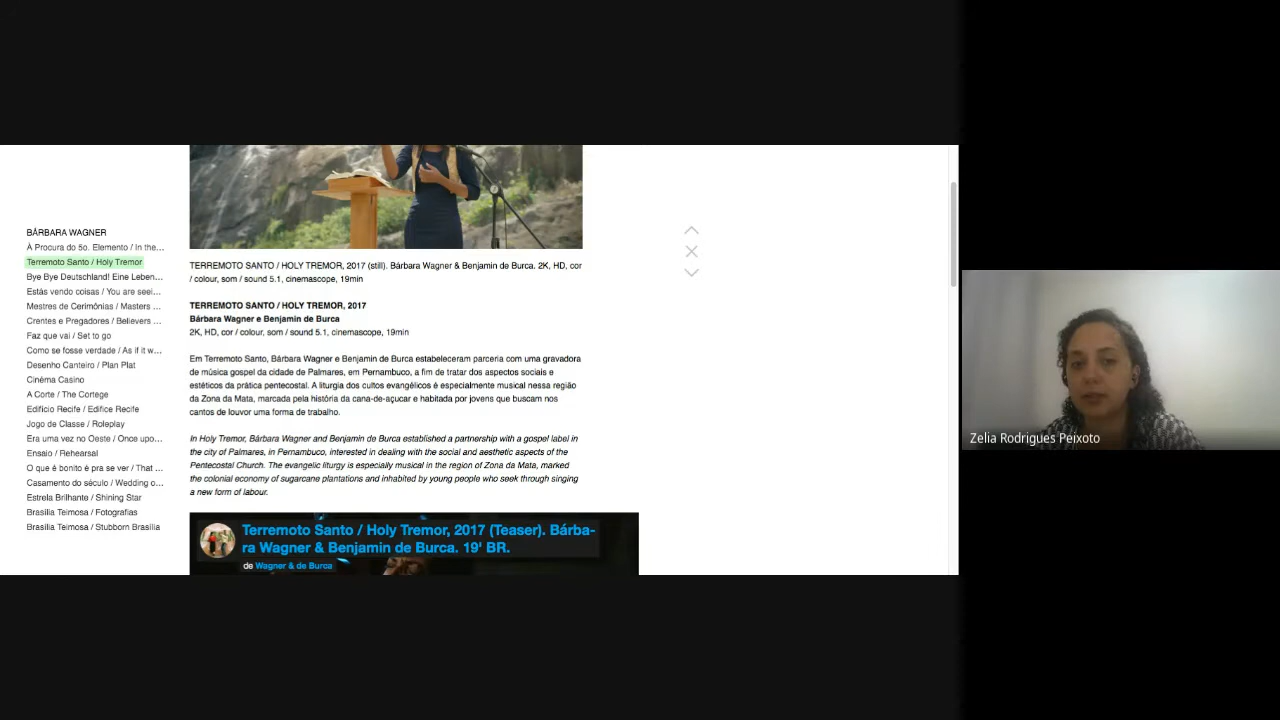 BÁRBARA WAGNER
À Procura do 5o. Elemento / In the...
Terremoto Santo / Holy Tremor
Bye Bye Deutschland! Eine Leben...
Estás vendo coisas / You are seei...
Mestres de Cerimônias / Masters ...
Crentes e Pregadores / Believers ...
Faz que vai / Set to go
Como se fosse verdade / As if it w...
Desenho Canteiro / Plan Plat
Cinéma Casino
A Corte / The Cortege
Edifício Recife / Edifice Recife
Jogo de Classe / Roleplay
Era uma vez no Oeste / Once upo...
Ensaio / Rehearsal
O que é bonito é pra se ver / That ...
Casamento do século / Wedding o...
Estrela Brilhante / Shining Star
Brasília Teimosa / Fotografias
Brasília Teimosa / Stubborn Brasília
TERREMOTO SANTO / HOLY TREMOR, 2017 (still). Bárbara Wagner & Benjamin de Burca. 2K, HD, cor
/ colour, som / sound 5.1, cinemascope, 19min
TERREMOTO SANTO / HOLY TREMOR, 2017
Bárbara Wagner e Benjamin de Burca
2K, HD, cor / colour, som / sound 5.1, cinemascope, 19min
Em Terremoto Santo, Bárbara Wagner e Benjamin de Burca estabeleceram parceria com uma gravadora
de música gospel da cidade de Palmares, em Pernambuco, a fim de tratar dos aspectos sociais e
estéticos da prática pentecostal. A liturgia dos cultos evangélicos é especialmente musical nessa região
da Zona da Mata, marcada pela história da cana-de-açucar e habitada por jovens que buscam nos
cantos de louvor uma forma de trabalho.
In Holy Tremor, Bárbara Wagner and Benjamin de Burca established a partnership with a gospel label in
the city of Palmares, in Pernambuco, interested in dealing with the social and aesthetic aspects of the
Pentecostal Church. The evangelic liturgy is especially musical in the region of Zona da Mata, marked
the colonial economy of sugarcane plantations and inhabited by young people who seek through singing
a new form of labour.
Terremoto Santo / Holy Tremor, 2017 (Teaser). Bárba-
ra Wagner & Benjamin de Burca. 19' BR.
de Wagner & de Burca
Zelia Rodrigues Peixoto